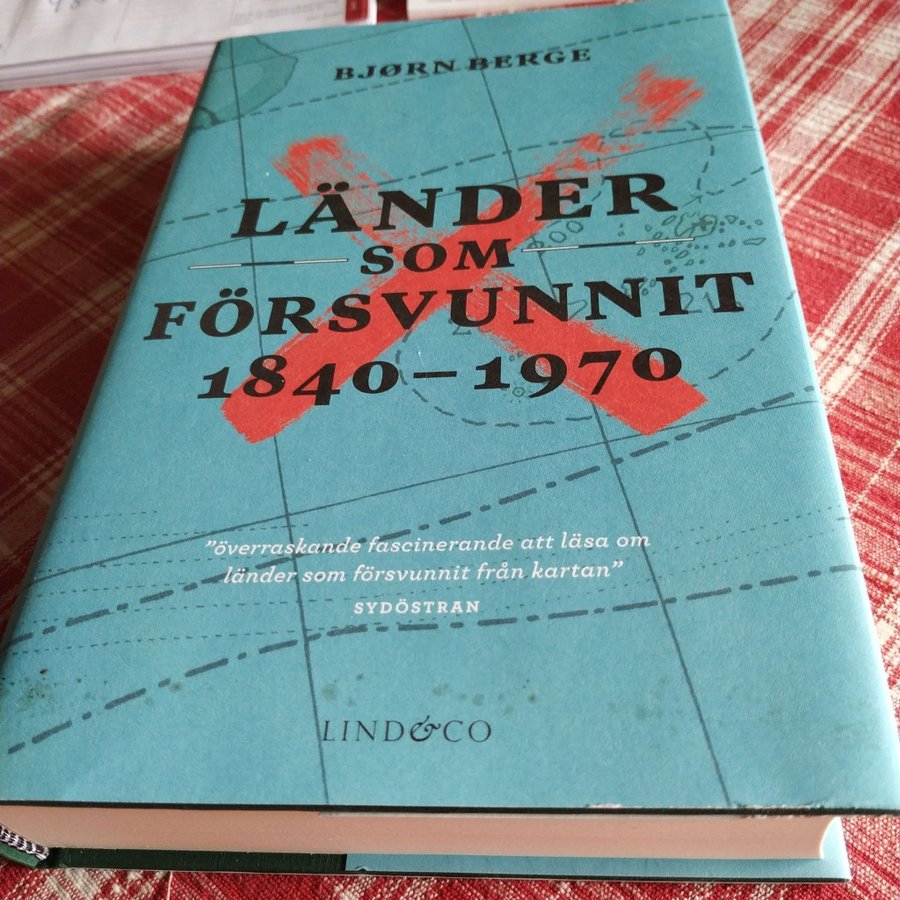 BJØRN BERGE
LÄNDER
SOM
FÖRSVUNNIT
1840–1970
”överraskande fascinerande att läsa om
länder som försvunnit från kartan”
SYDÖSTRAN
LIND&CO